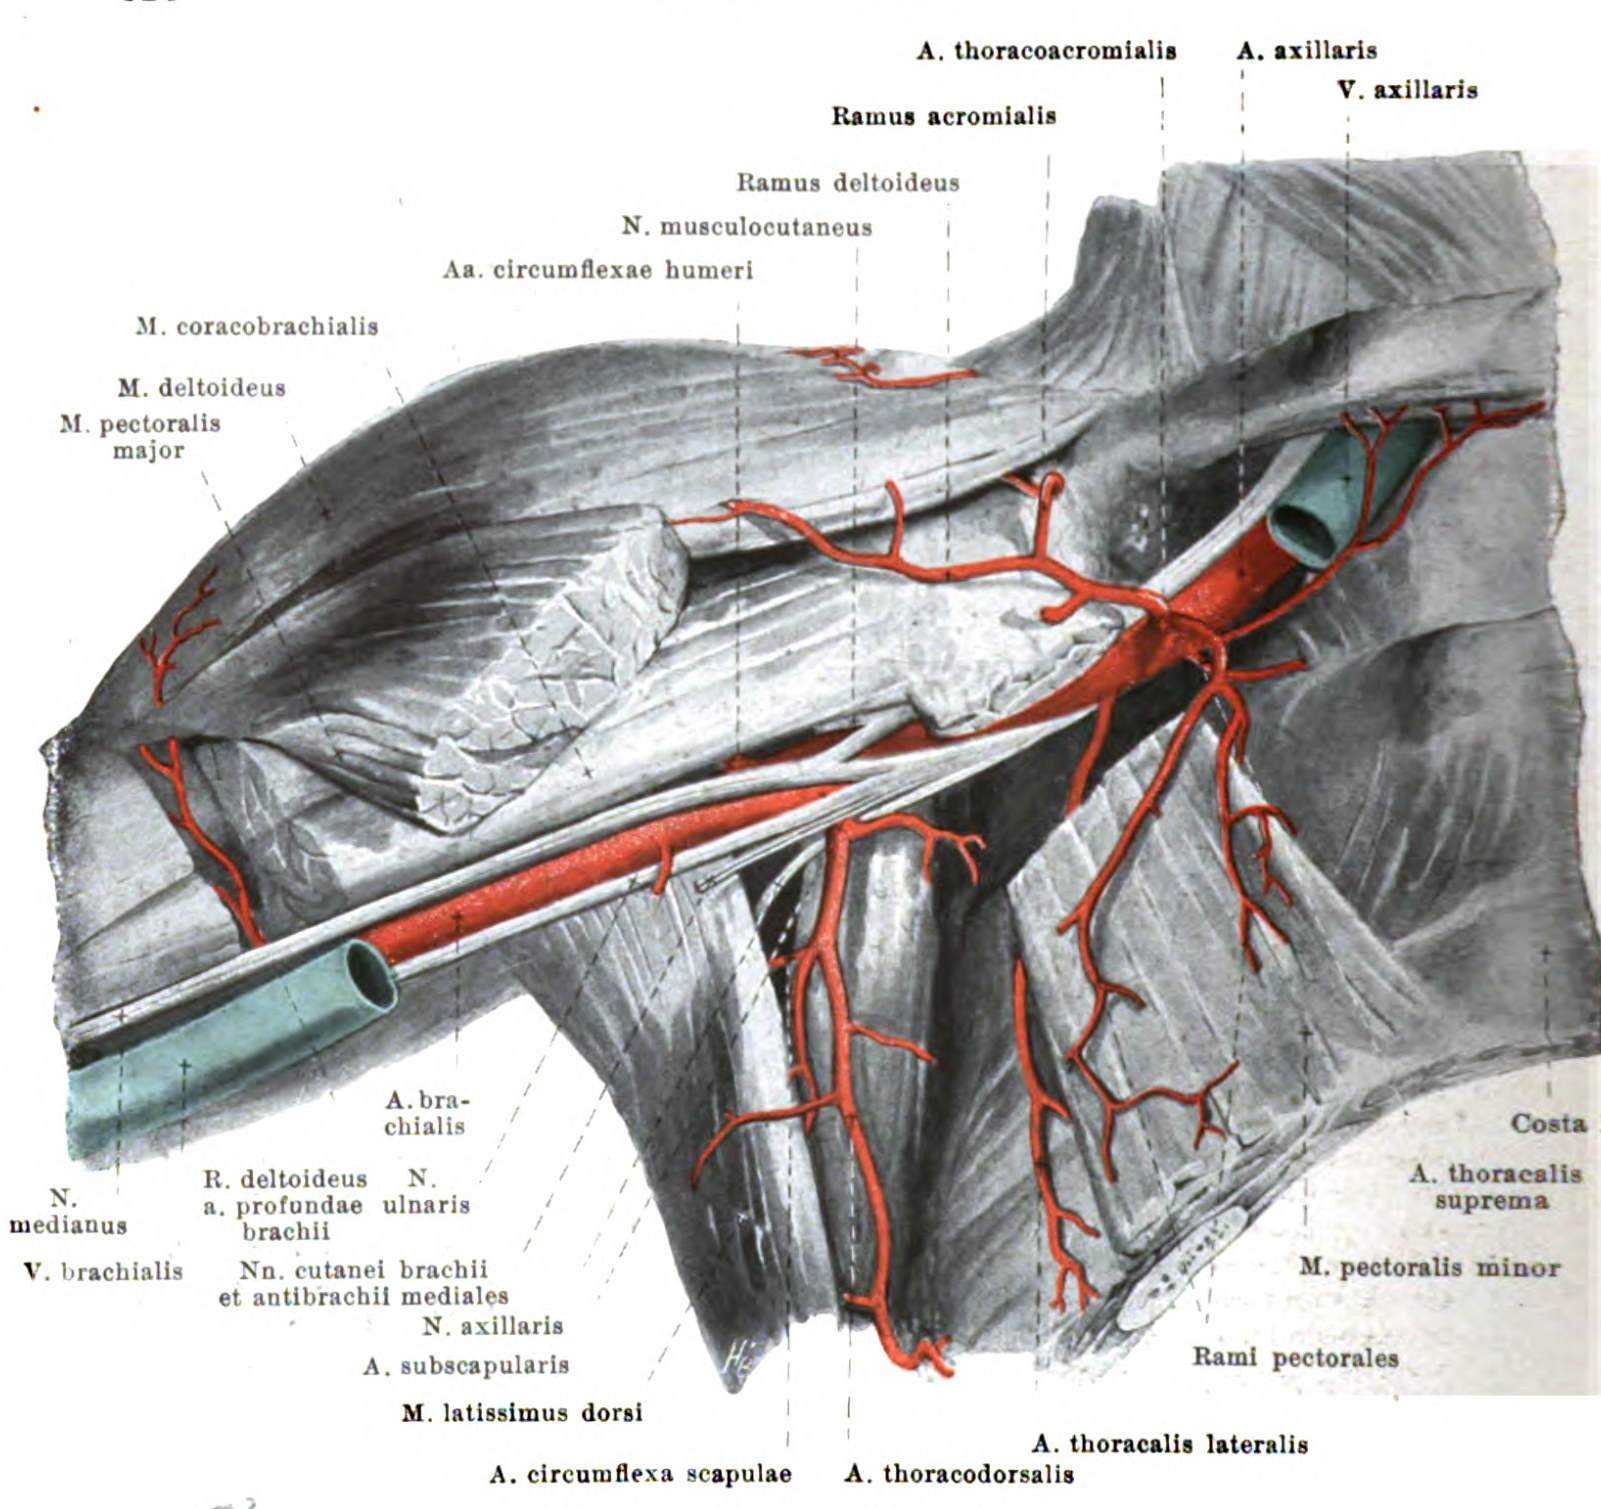 A. thoracoacromialis
A. axillaris
V. axillaris
Ramus acromialis
Ramus deltoideus
N. musculocutaneus
Aa. circumflexae humeri
M. coracobrachialis
M. deltoideus
M. pectoralis
major
A. bra-
chialis
Costa
R. deltoideus
a. profundae
brachii
N.
ulnaris
A. thoracalis
suprema
N.
medianus
V. brachialis
Nn. cutanei brachii
et antibrachii mediales
M. pectoralis minor
N. axillaris
A. subscapularis
Rami pectorales
M. latissimus dorsi
A. thoracalis lateralis
A. circumflexa scapulae
A. thoracodorsalis